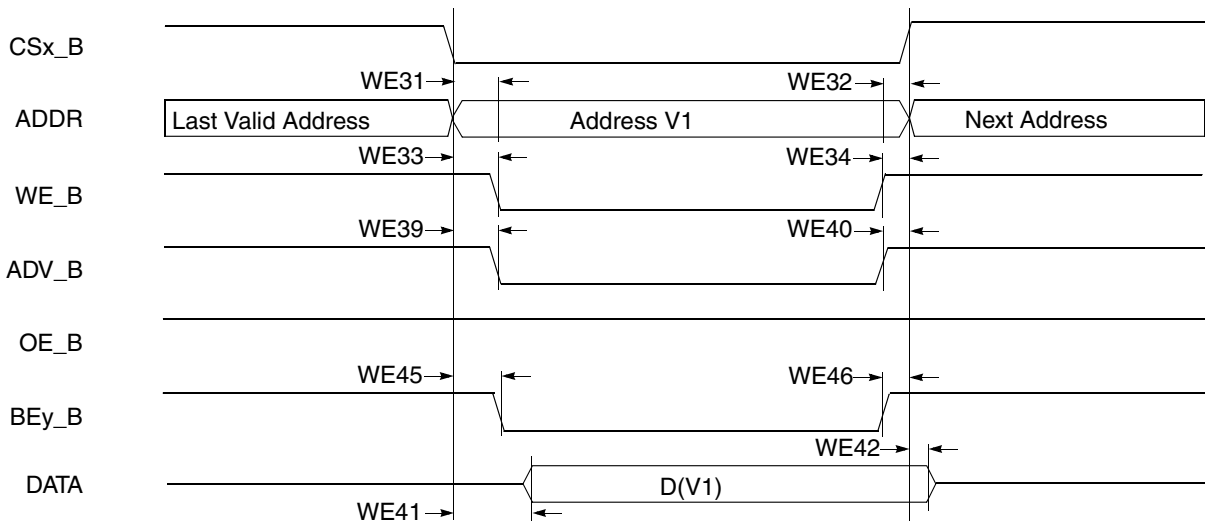 CSx_B
WE31
WE32
ADDR
Last Valid Address
Address V1
Next Address
WE33
WE34
WE_B
WE39
WE40
ADV_B
OE_B
WE45
WE46
BEy_B
WE42
DATA
D(V1)
WE41